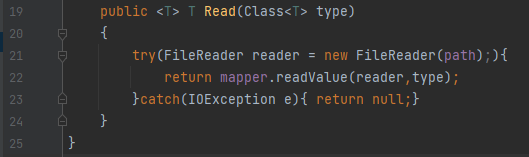 19 public <T> T Read(Class<T> type)
20 {
21 try(FileReader reader = new FileReader(path);){
22 return mapper.readValue(reader,type);
23 }catch(IOException e){ return null;}
24 }
25 }